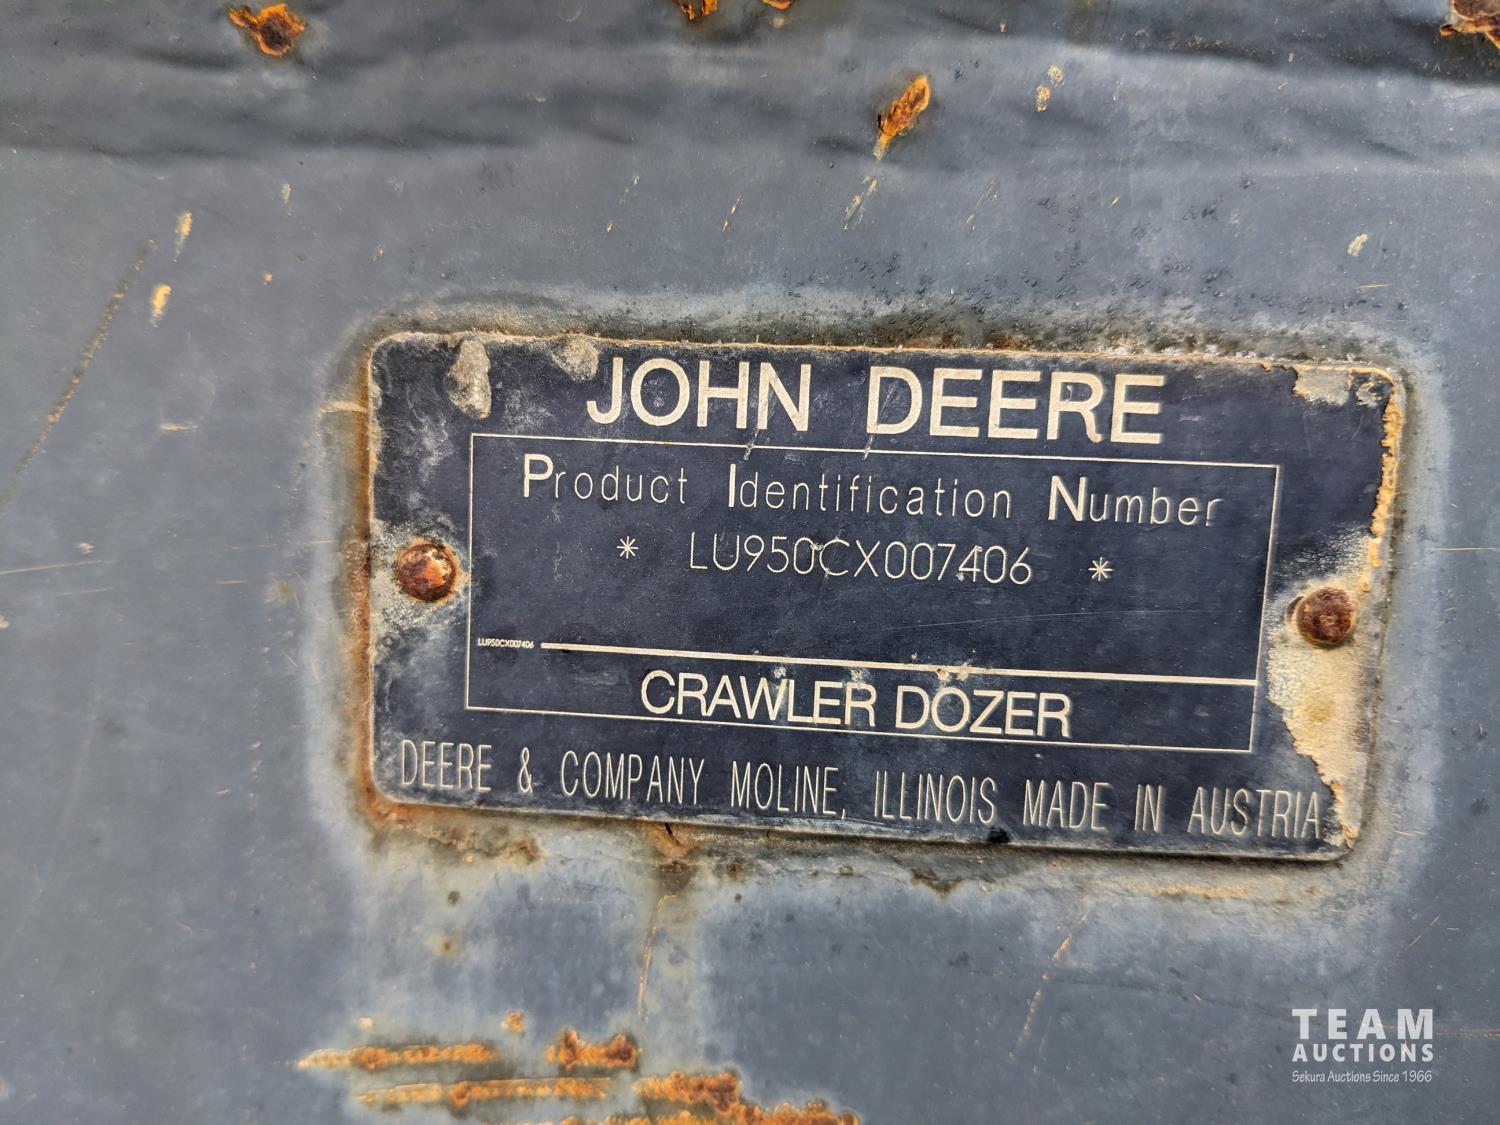 JOHN DEERE
Product Identification Number
* LU950CX007406 *
LU950CX007406
CRAWLER DOZER
DEERE & COMPANY MOLINE, ILLINOIS MADE IN AUSTRIA
TEAM
AUCTIONS
Sekura Auctions Since 1966